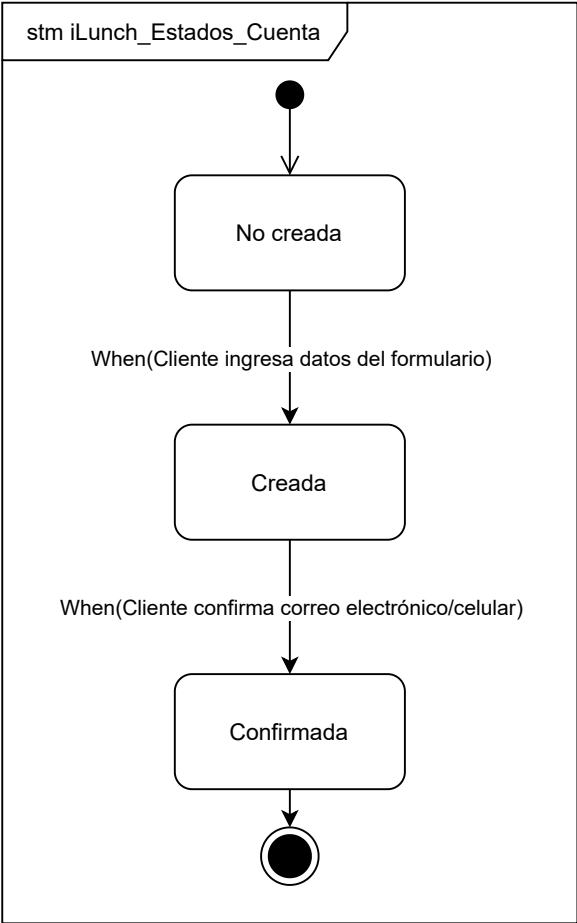 stm iLunch_Estados_Cuenta
No creada
When(Cliente ingresa datos del formulario)
Creada
When(Cliente confirma correo electrónico/celular)
Confirmada